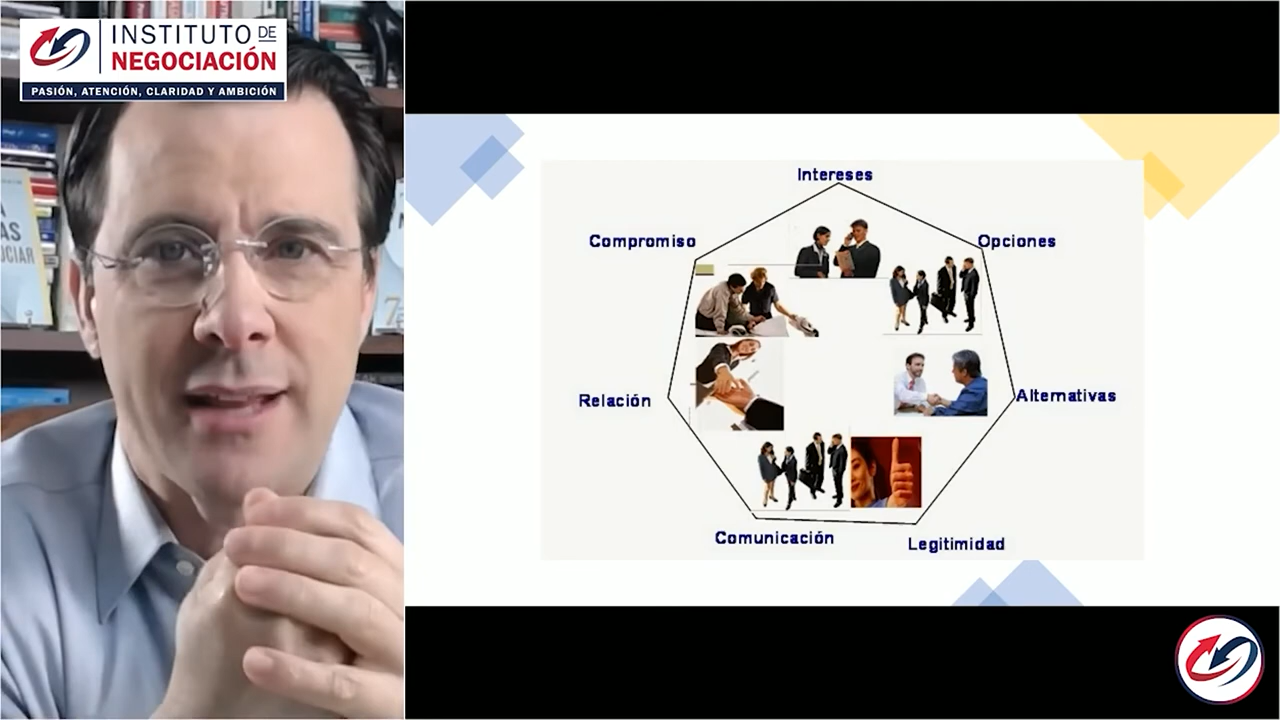 INSTITUTO DE
NEGOCIACIÓN
PASIÓN, ATENCIÓN, CLARIDAD Y AMBICIÓN
Intereses
Compromiso
Opciones
Relación
Alternativas
Comunicación
Legitimidad